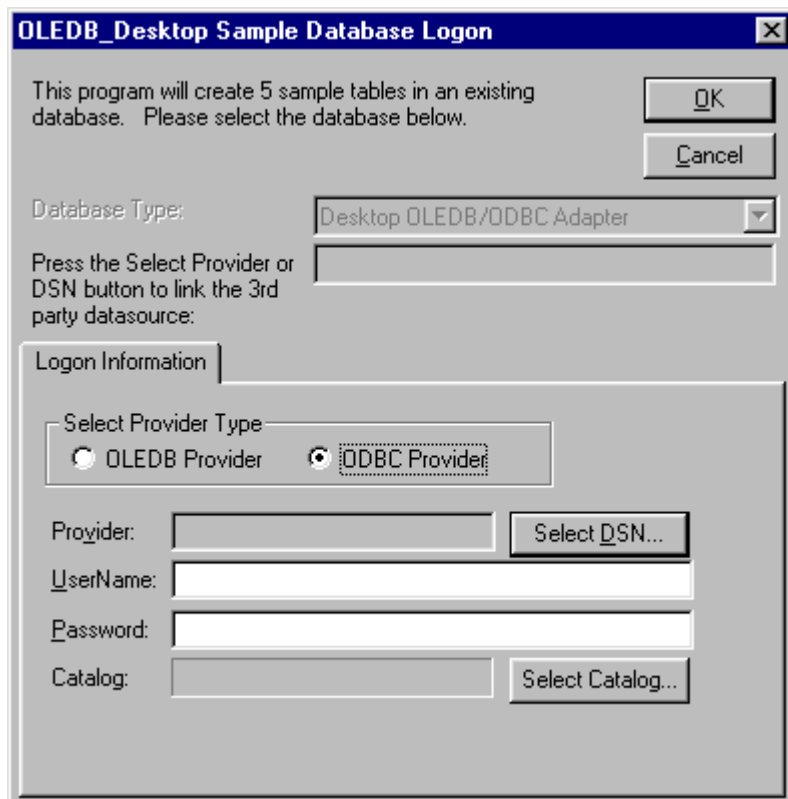 OLEDB_Desktop Sample Database Logon
This program will create 5 sample tables in an existing
database.   Please select the database below.
OK
Cancel
Database Type:
Desktop OLEDB/ODBC Adapter
Press the Select Provider or
DSN button to link the 3rd
party datasource:
Logon Information
Select Provider Type
OLEDB Provider
ODBC Provider
Provider:
Select DSN...
UserName:
Password:
Catalog:
Select Catalog...